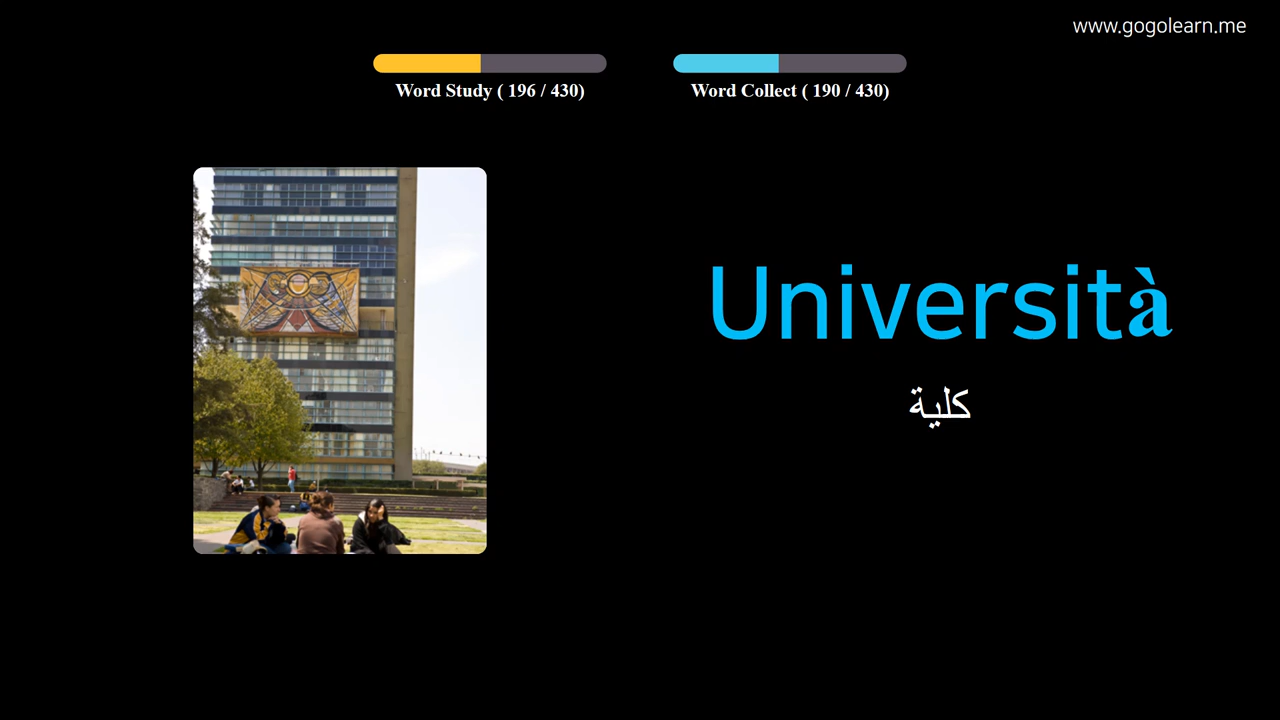 www.gogolearn.me
Word Study ( 196 / 430)
Word Collect ( 190 / 430)
Università
كلية